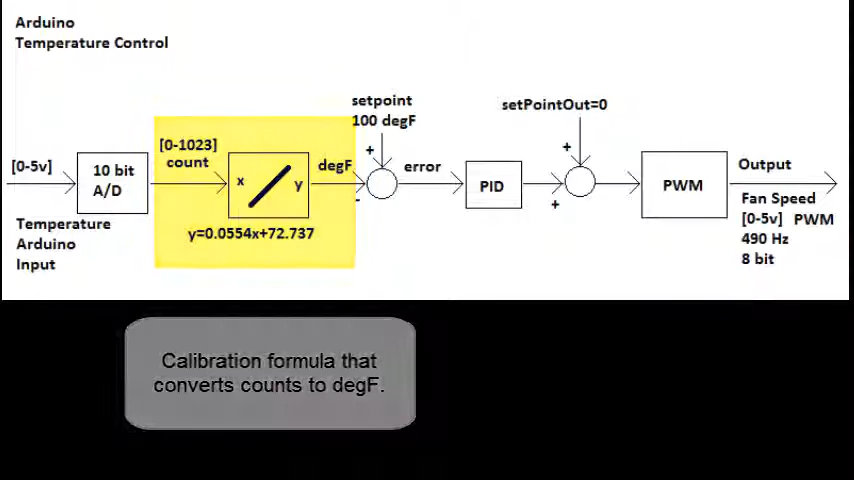 Arduino
Temperature Control
[0-5v]
10 bit
A/D
Temperature
Arduino
Input
[0-1023]
count
x
y
y=0.0554x+72.737
degF
setpoint
100 degF
+
-
error
PID
setPointOut=0
+
+
PWM
Output
Fan Speed
[0-5v] PWM
490 Hz
8 bit
Calibration formula that
converts counts to degF.